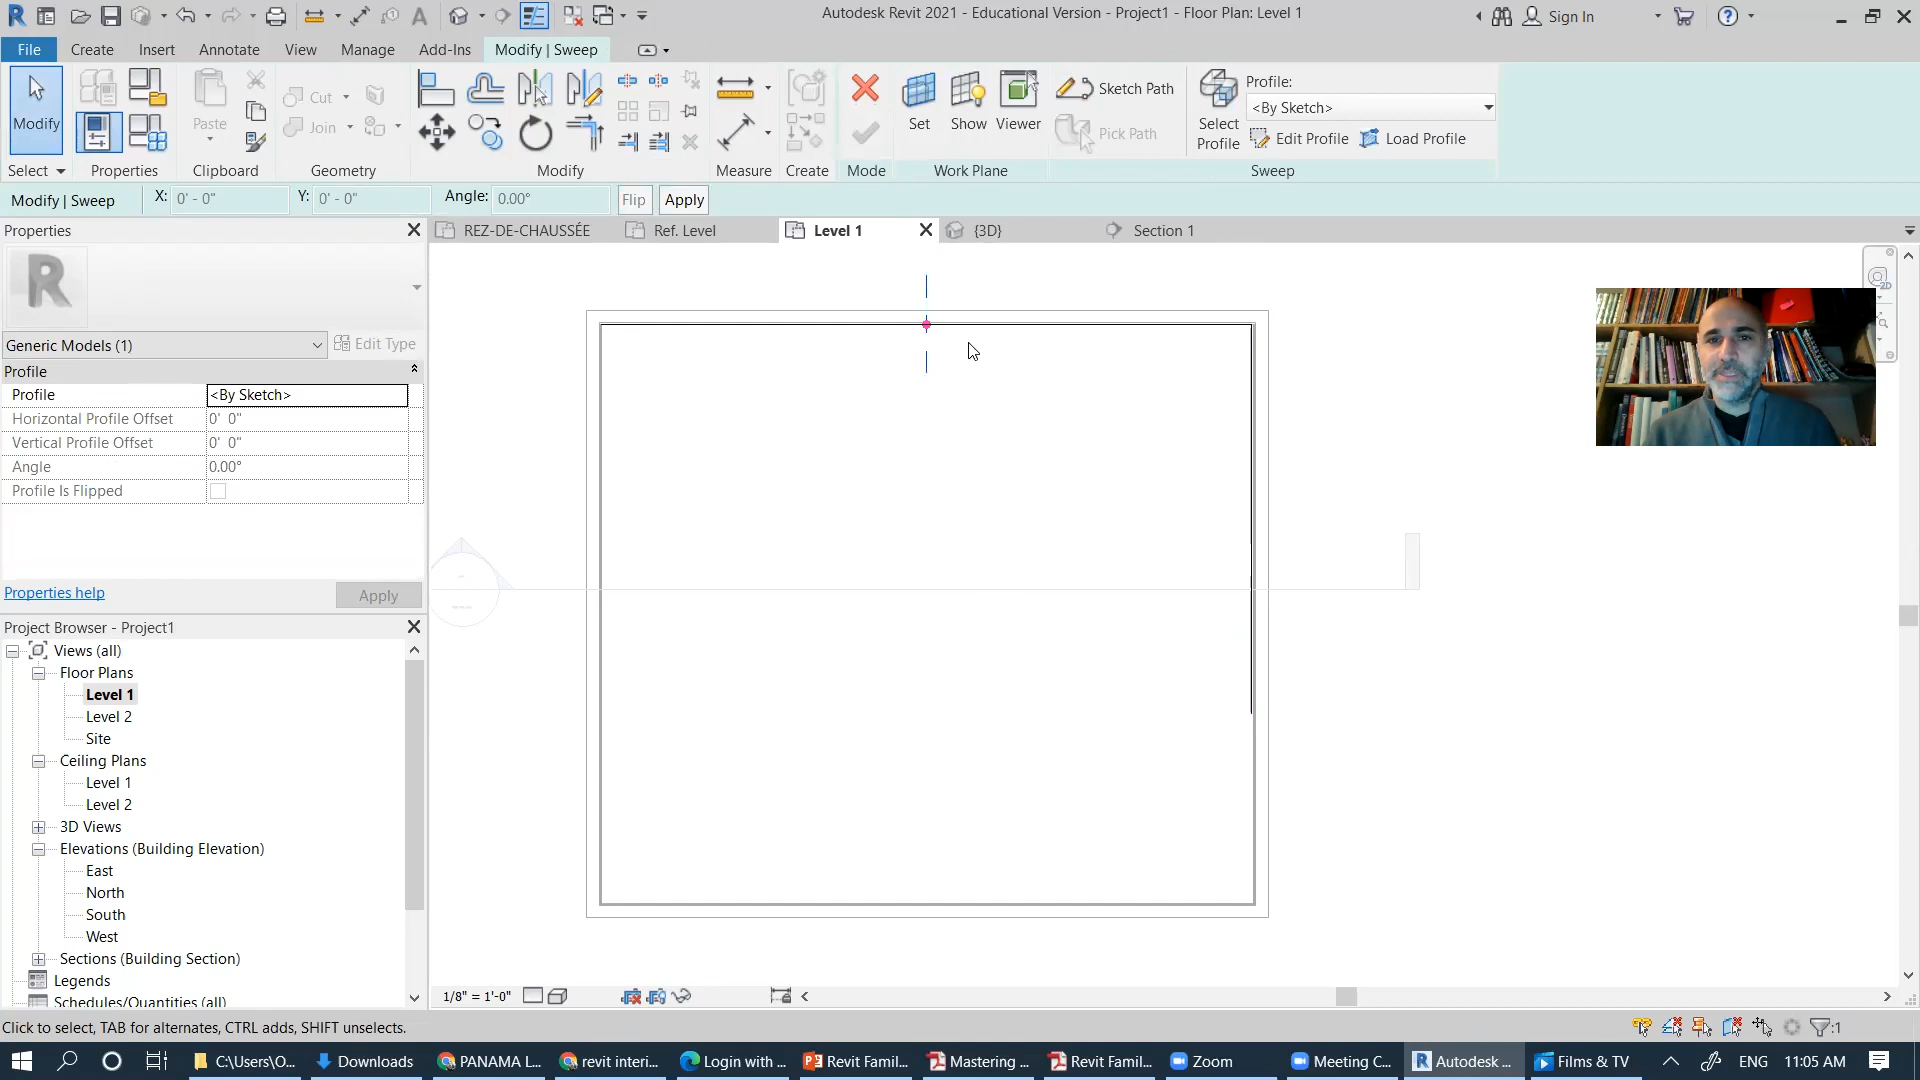 Autodesk Revit 2021 - Educational Version - Project1 - Floor Plan: Level 1
Sign In
File Create Insert Annotate View Manage Add-Ins Modify | Sweep
Modify
Paste
Cut
Join
Set
Show
Viewer
Sketch Path
Pick Path
Select Profile
Profile:
<By Sketch>
Edit Profile
Load Profile
Select Properties Clipboard Geometry Modify Measure Create Mode Work Plane Sweep
Modify | Sweep X: 0' - 0" Y: 0' - 0" Angle: 0.00° Flip Apply
Properties
REZ-DE-CHAUSSÉE Ref. Level Level 1 {3D} Section 1
2D
R
Generic Models (1) Edit Type
Profile
Profile <By Sketch>
Horizontal Profile Offset 0' 0"
Vertical Profile Offset 0' 0"
Angle 0.00°
Profile Is Flipped
Properties help Apply
Project Browser - Project1
Views (all)
Floor Plans
Level 1
Level 2
Site
Ceiling Plans
Level 1
Level 2
3D Views
Elevations (Building Elevation)
East
North
South
West
Sections (Building Section)
Legends
Schedules/Quantities (all)
1/8" = 1'-0"
Click to select, TAB for alternates, CTRL adds, SHIFT unselects.
:1
C:\Users\O... Downloads PANAMA L... revit interi... Login with ... Revit Famil... Mastering ... Revit Famil... Zoom Meeting C... Autodesk ... Films & TV ENG 11:05 AM